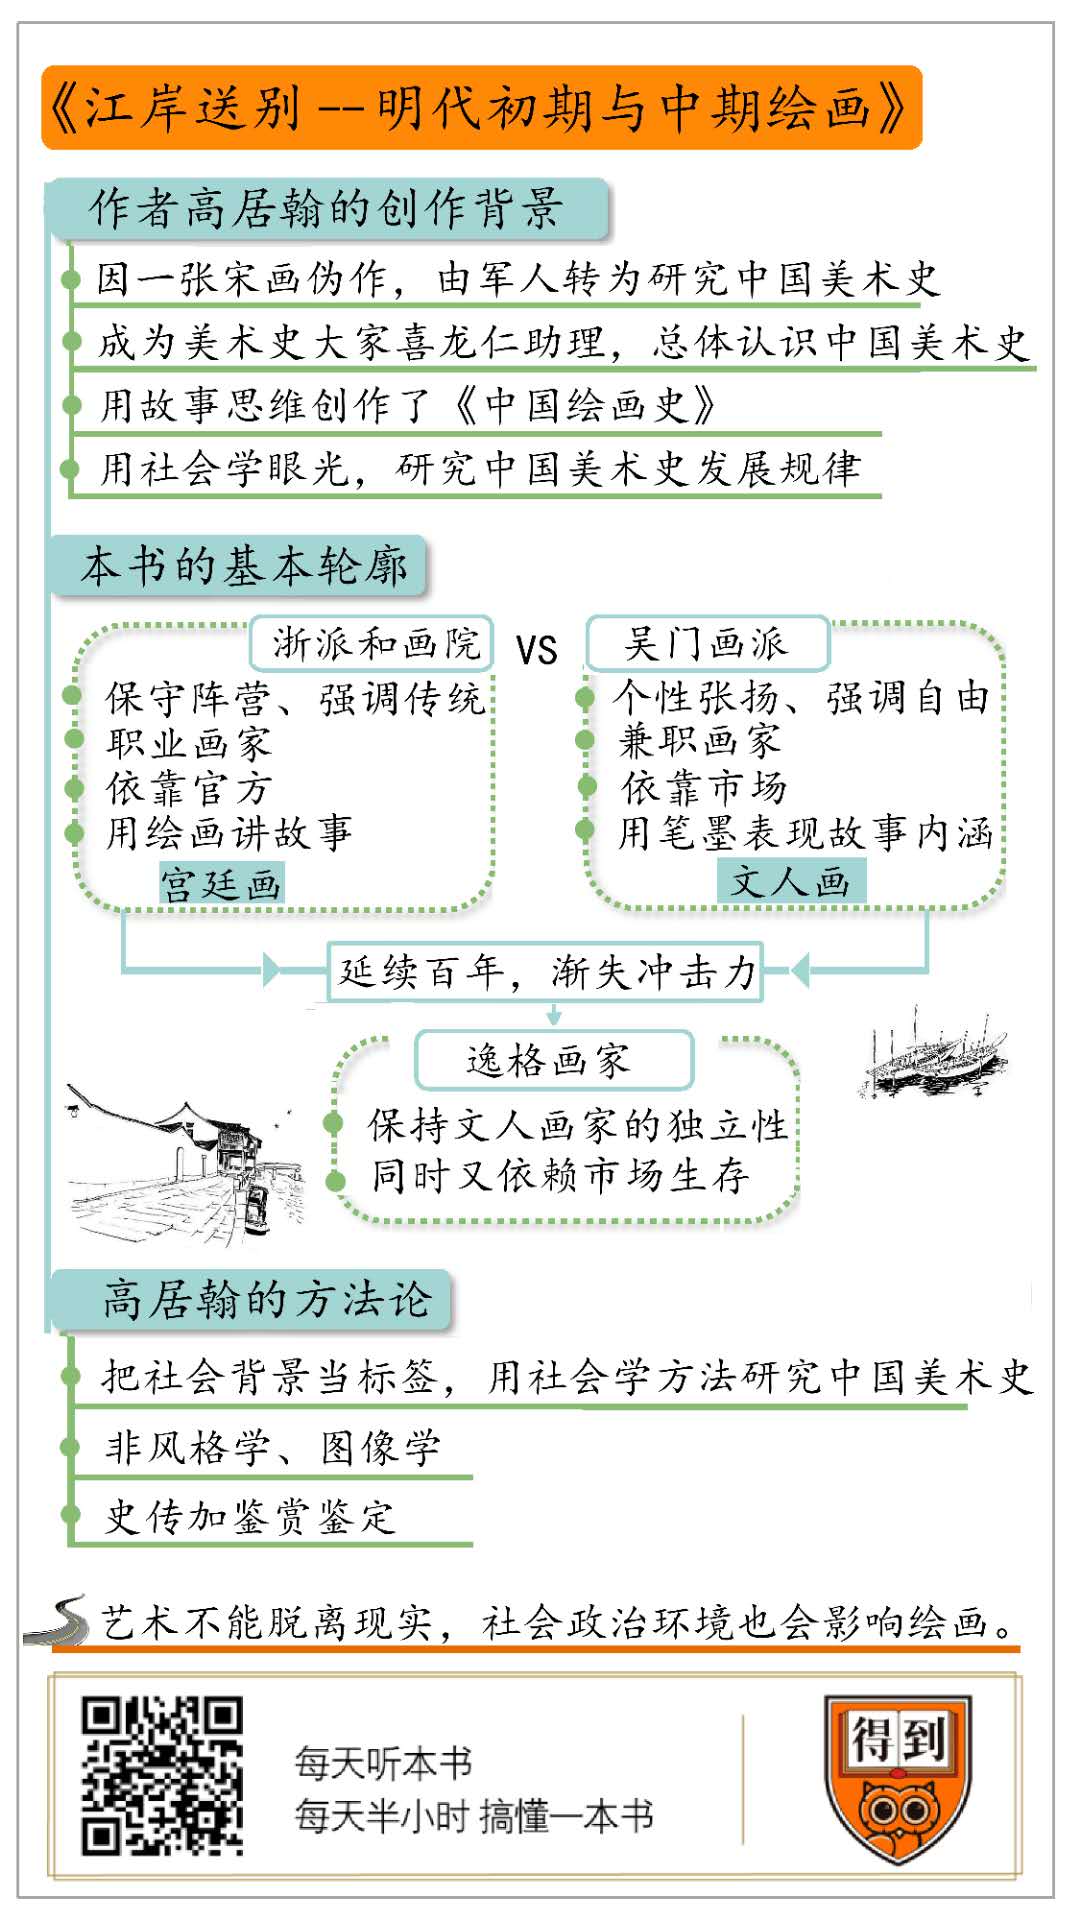 《江岸送别--明代初期与中期绘画》
作者高居翰的创作背景
因一张宋画伪作，由军人转为研究中国美术史
成为美术史大家喜龙仁助理，总体认识中国美术史
用故事思维创作了《中国绘画史》
用社会学眼光，研究中国美术史发展规律
本书的基本轮廓
浙派和画院
保守阵营、强调传统
职业画家
依靠官方
用绘画讲故事
宫廷画
VS
吴门画派
个性张扬、强调自由
兼职画家
依靠市场
用笔墨表现故事内涵
文人画
延续百年，渐失冲击力
逸格画家
保持文人画家的独立性
同时又依赖市场生存
高居翰的方法论
把社会背景当标签，用社会学方法研究中国美术史
非风格学、图像学
史传加鉴赏鉴定
艺术不能脱离现实，社会政治环境也会影响绘画。
每天听本书
每天半小时 搞懂一本书
得到